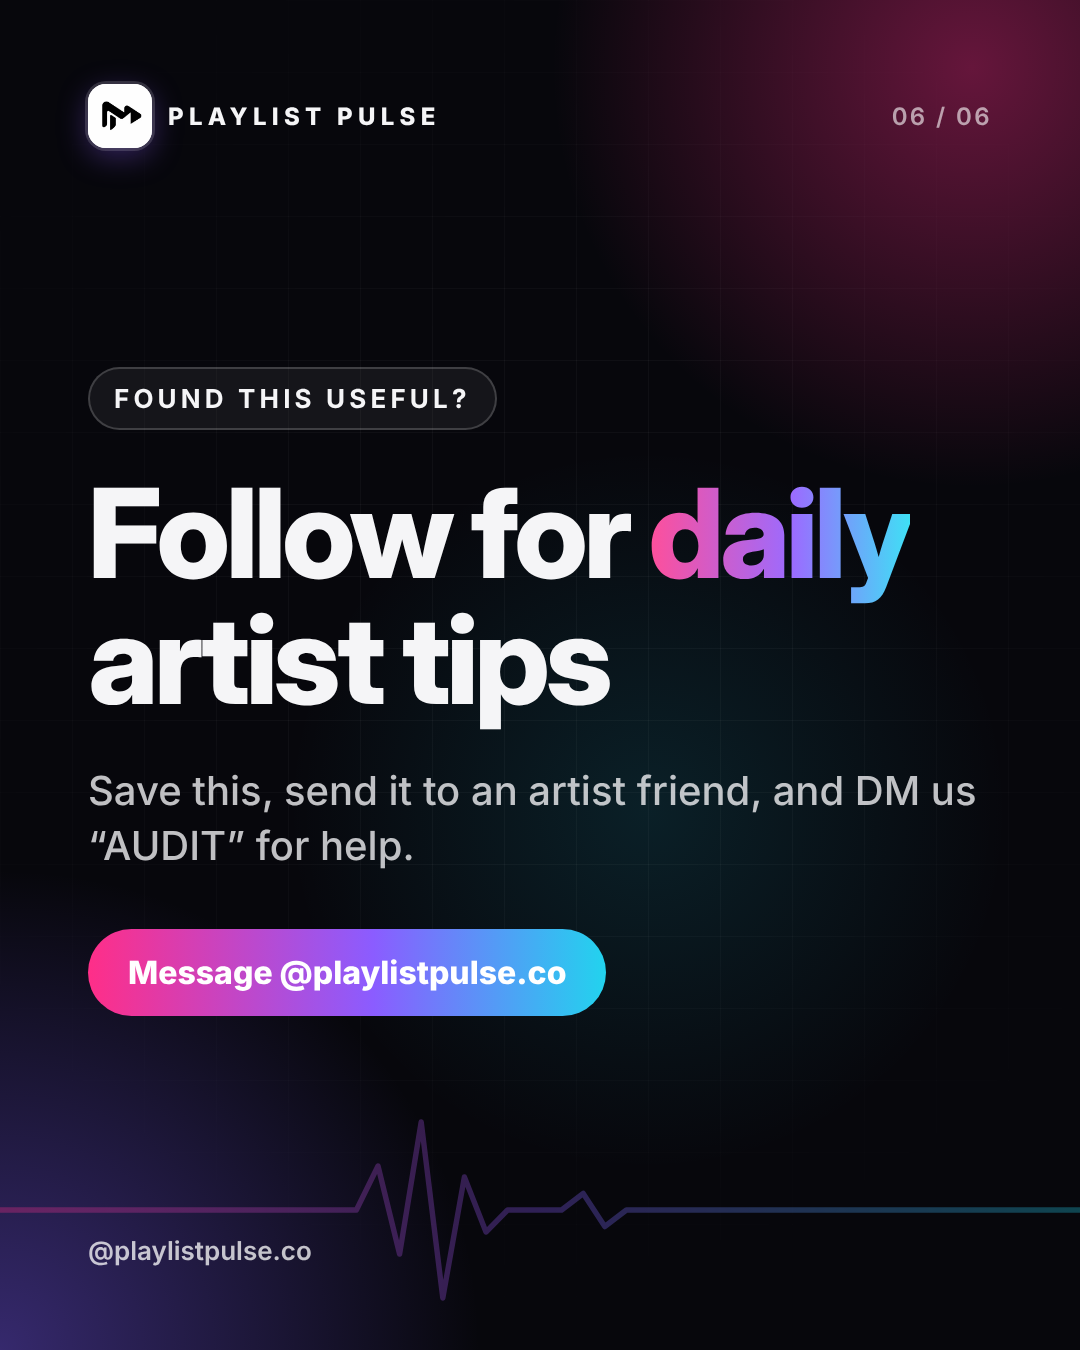 PLAYLIST PULSE
06 / 06
FOUND THIS USEFUL?
Follow for daily
artist tips
Save this, send it to an artist friend, and DM us
“AUDIT” for help.
Message @playlistpulse.co
@playlistpulse.co